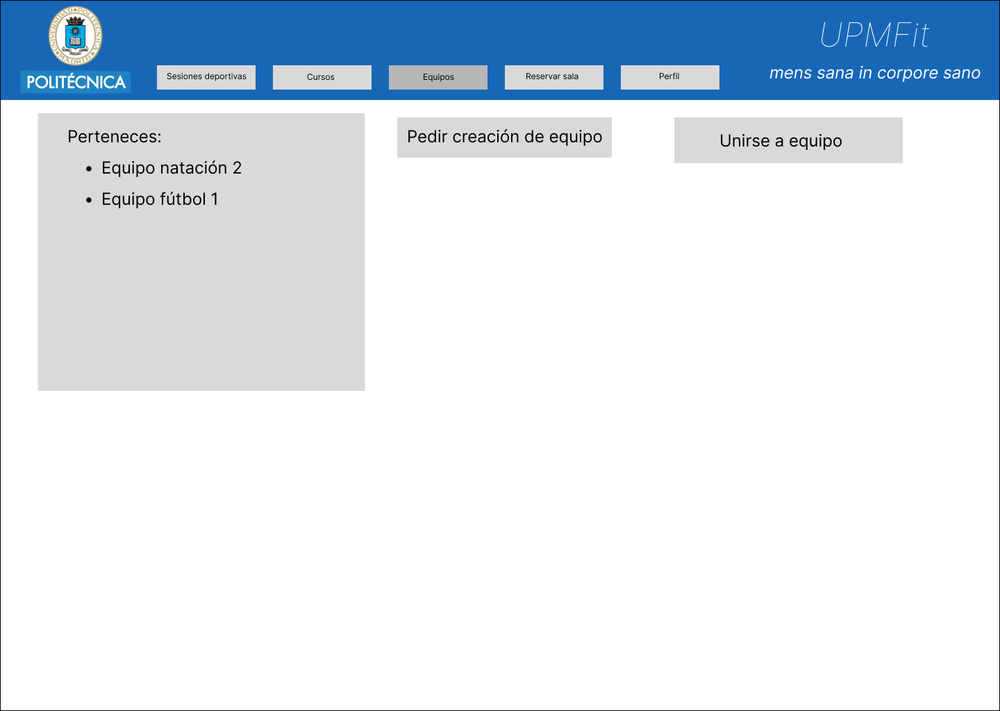 UNIVERSIDAD POLITÉCNICA
MADRID
POLITÉCNICA
UPMFit
mens sana in corpore sano
Sesiones deportivas
Cursos
Equipos
Reservar sala
Perfil
Perteneces:
• Equipo natación 2
• Equipo fútbol 1
Pedir creación de equipo
Unirse a equipo